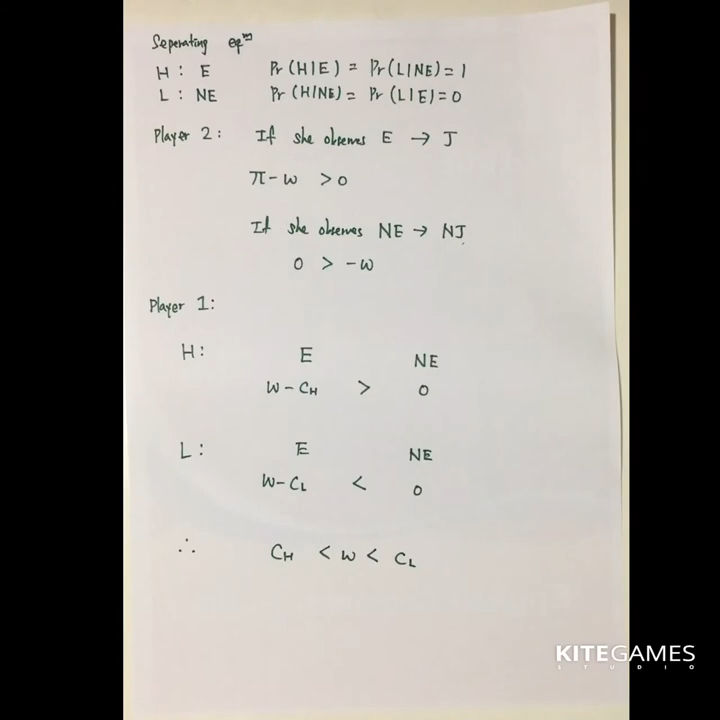 Seperating eqm
H: E Pr(H|E) = Pr(L|NE) = 1
L: NE Pr(H|NE) = Pr(L|E) = 0
Player 2: If she observes E → J
π - w > 0
If she observes NE → NJ
0 > -w
Player 1:
H: E NE
w - CH > 0
L: E NE
w - CL < 0
∴ CH < w < CL
KITEGAMES
STUDIO